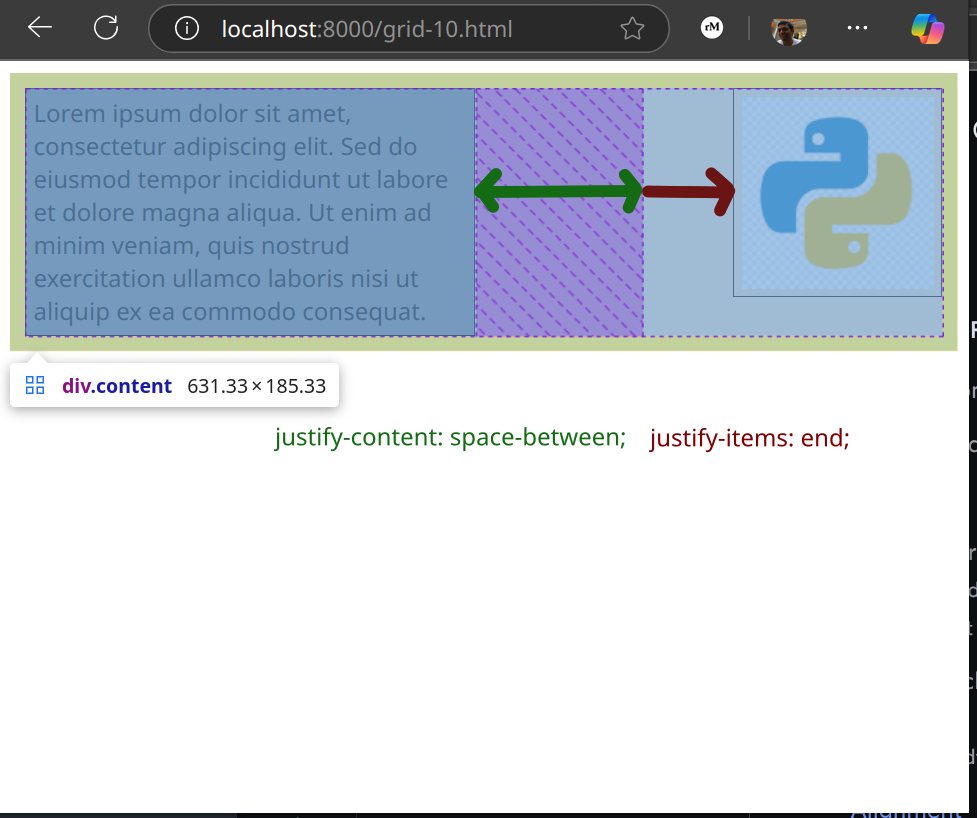 localhost:8000/grid-10.html
rM
Lorem ipsum dolor sit amet,
consectetur adipiscing elit. Sed do
eiusmod tempor incididunt ut labore
et dolore magna aliqua. Ut enim ad
minim veniam, quis nostrud
exercitation ullamco laboris nisi ut
aliquip ex ea commodo consequat.
div.content 631.33×185.33
justify-content: space-between; justify-items: end;
Alignment